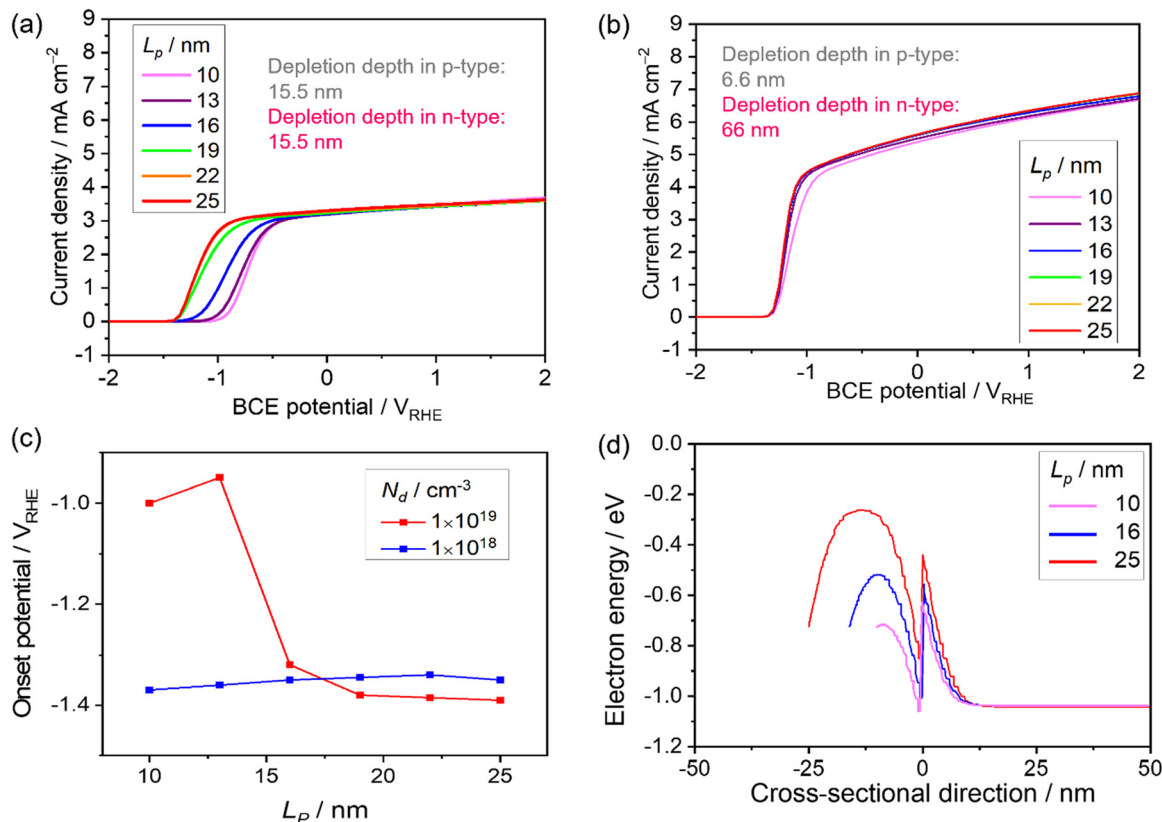 (a)
9
8
7
6
5
4
3
2
1
0
-1
Current density / mA cm⁻²
Lp / nm
10
13
16
19
22
25
Depletion depth in p-type:
15.5 nm
Depletion depth in n-type:
15.5 nm
-2 -1 0 1 2
BCE potential / VRHE
(b)
9
8
7
6
5
4
3
2
1
0
-1
Current density / mA cm⁻²
Depletion depth in p-type:
6.6 nm
Depletion depth in n-type:
66 nm
Lp / nm
10
13
16
19
22
25
-2 -1 0 1 2
BCE potential / VRHE
(c)
-1.0
-1.2
-1.4
Onset potential / VRHE
Nd / cm-3
1×10¹⁹
1×10¹⁸
10 15 20 25
LP / nm
(d)
0.0
-0.2
-0.4
-0.6
-0.8
-1.0
-1.2
Electron energy / eV
Lp / nm
10
16
25
-50 -25 0 25 50
Cross-sectional direction / nm